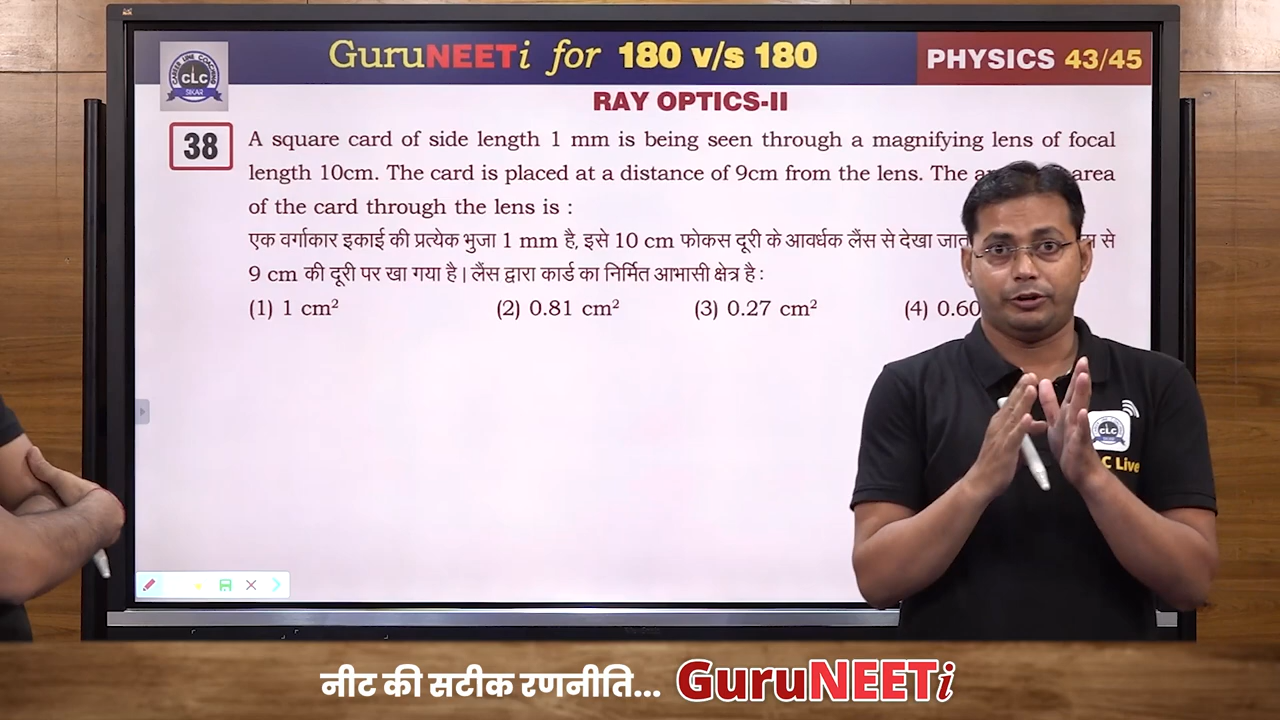 GuruNEETi for 180 v/s 180
PHYSICS 43/45
CLC
SIKAR
RAY OPTICS-II
38
A square card of side length 1 mm is being seen through a magnifying lens of focal
length 10cm. The card is placed at a distance of 9cm from the lens. The area
of the card through the lens is :
एक वर्गाकार इकाई की प्रत्येक भुजा 1 mm है, इसे 10 cm फोकस दूरी के आवर्धक लैंस से देखा से
9 cm की दूरी पर खा गया है। लैंस द्वारा कार्ड का निर्मित आभासी क्षेत्र है :
(1) 1 cm² (2) 0.81 cm² (3) 0.27 cm² (4) 0.60
CLC
C Live
नीट की सटीक रणनीति... GuruNEETi